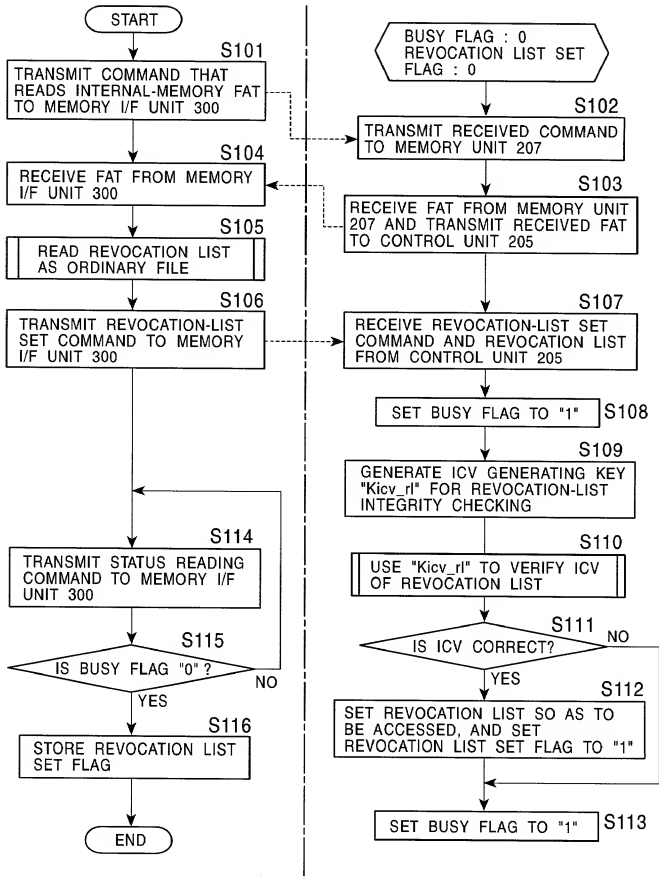 START
S101
TRANSMIT COMMAND THAT
READS INTERNAL-MEMORY FAT
TO MEMORY I/F UNIT 300
S104
RECEIVE FAT FROM MEMORY
I/F UNIT 300
S105
READ REVOCATION LIST
AS ORDINARY FILE
S106
TRANSMIT REVOCATION-LIST
SET COMMAND TO MEMORY
I/F UNIT 300
S114
TRANSMIT STATUS READING
COMMAND TO MEMORY I/F
UNIT 300
S115
IS BUSY FLAG "0" ?
NO
YES
S116
STORE REVOCATION LIST
SET FLAG
END
BUSY FLAG : 0
REVOCATION LIST SET
FLAG : 0
S102
TRANSMIT RECEIVED COMMAND
TO MEMORY UNIT 207
S103
RECEIVE FAT FROM MEMORY UNIT
207 AND TRANSMIT RECEIVED FAT
TO CONTROL UNIT 205
S107
RECEIVE REVOCATION-LIST SET
COMMAND AND REVOCATION LIST
FROM CONTROL UNIT 205
SET BUSY FLAG TO "1"
S108
S109
GENERATE ICV GENERATING KEY
"Kicv_rl" FOR REVOCATION-LIST
INTEGRITY CHECKING
S110
USE "Kicv_rl" TO VERIFY ICV
OF REVOCATION LIST
S111
IS ICV CORRECT?
NO
YES
S112
SET REVOCATION LIST SO AS TO
BE ACCESSED, AND SET
REVOCATION LIST SET FLAG TO "1"
SET BUSY FLAG TO "1"
S113